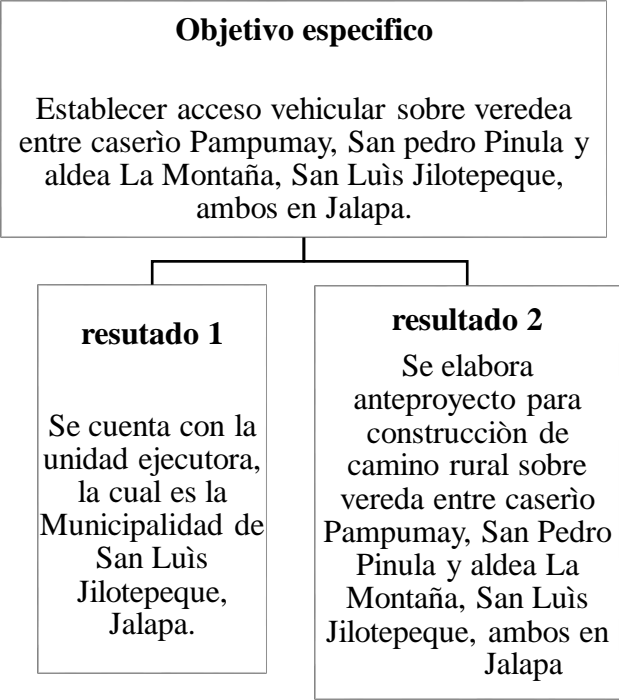 Objetivo especifico
Establecer acceso vehicular sobre veredea
entre caserìo Pampumay, San pedro Pinula y
aldea La Montaña, San Luìs Jilotepeque,
ambos en Jalapa.
resutado 1
Se cuenta con la
unidad ejecutora,
la cual es la
Municipalidad de
San Luìs
Jilotepeque,
Jalapa.
resultado 2
Se elabora
anteproyecto para
construcciòn de
camino rural sobre
vereda entre caserìo
Pampumay, San Pedro
Pinula y aldea La
Montaña, San Luìs
Jilotepeque, ambos en
Jalapa